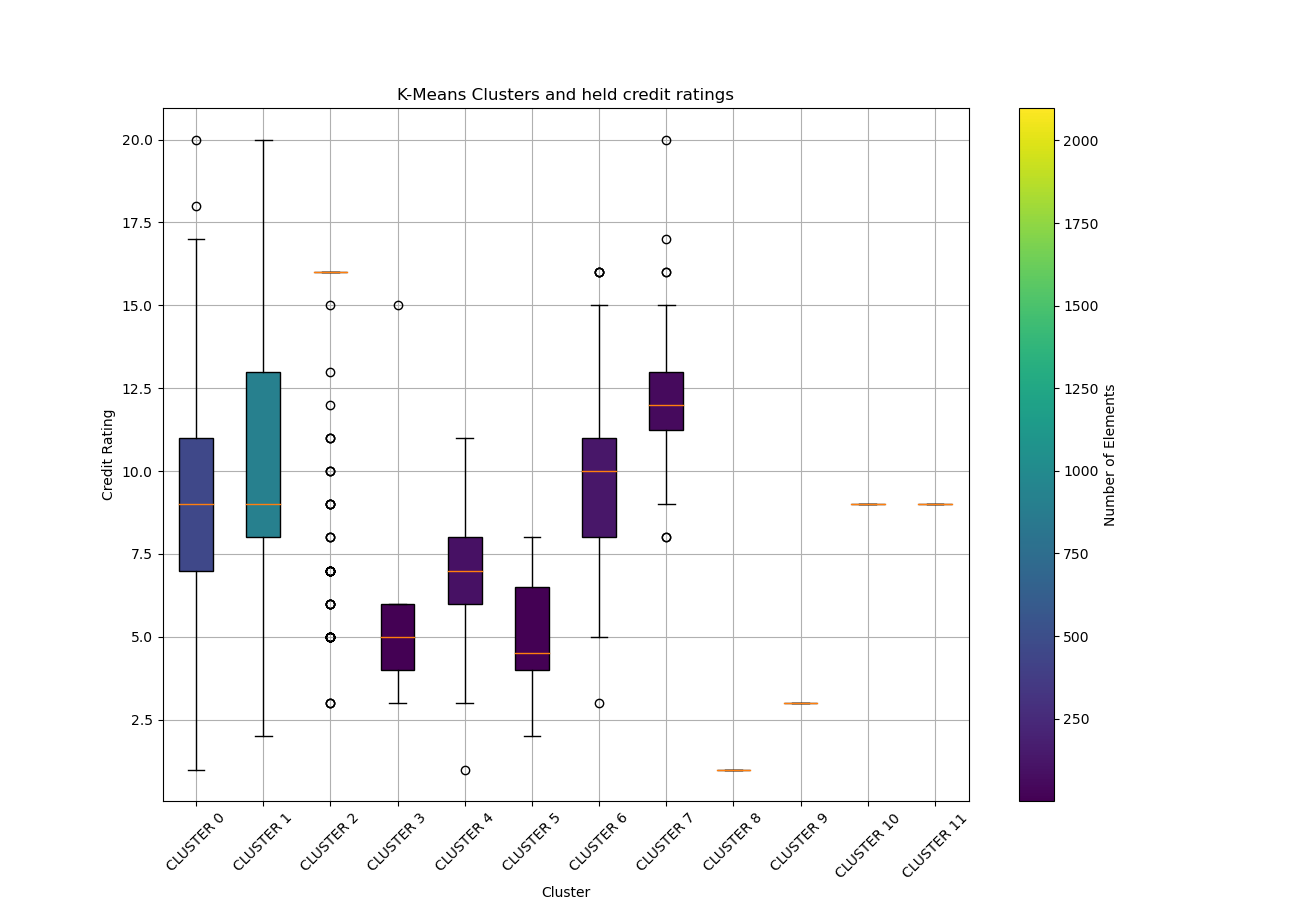 K-Means Clusters and held credit ratings
20.0
17.5
15.0
12.5
10.0
7.5
5.0
2.5
Credit Rating
CLUSTER 0
CLUSTER 1
CLUSTER 2
CLUSTER 3
CLUSTER 4
CLUSTER 5
CLUSTER 6
CLUSTER 7
CLUSTER 8
CLUSTER 9
CLUSTER 10
CLUSTER 11
Cluster
2000
1750
1500
1250
1000
750
500
250
Number of Elements